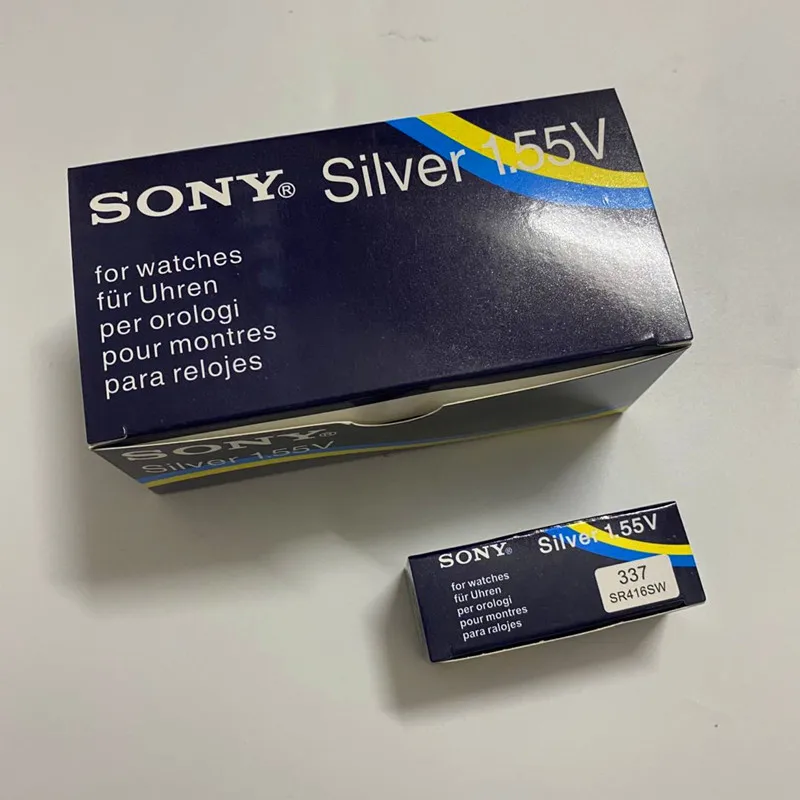 SONY® Silver 1.55V
for watches
für Uhren
per orologi
pour montres
para relojes
SONY®
Silver 1.55V
SONY® Silver 1.55V
for watches
für Uhren
per orologi
pour montres
para ralojes
337
SR416SW